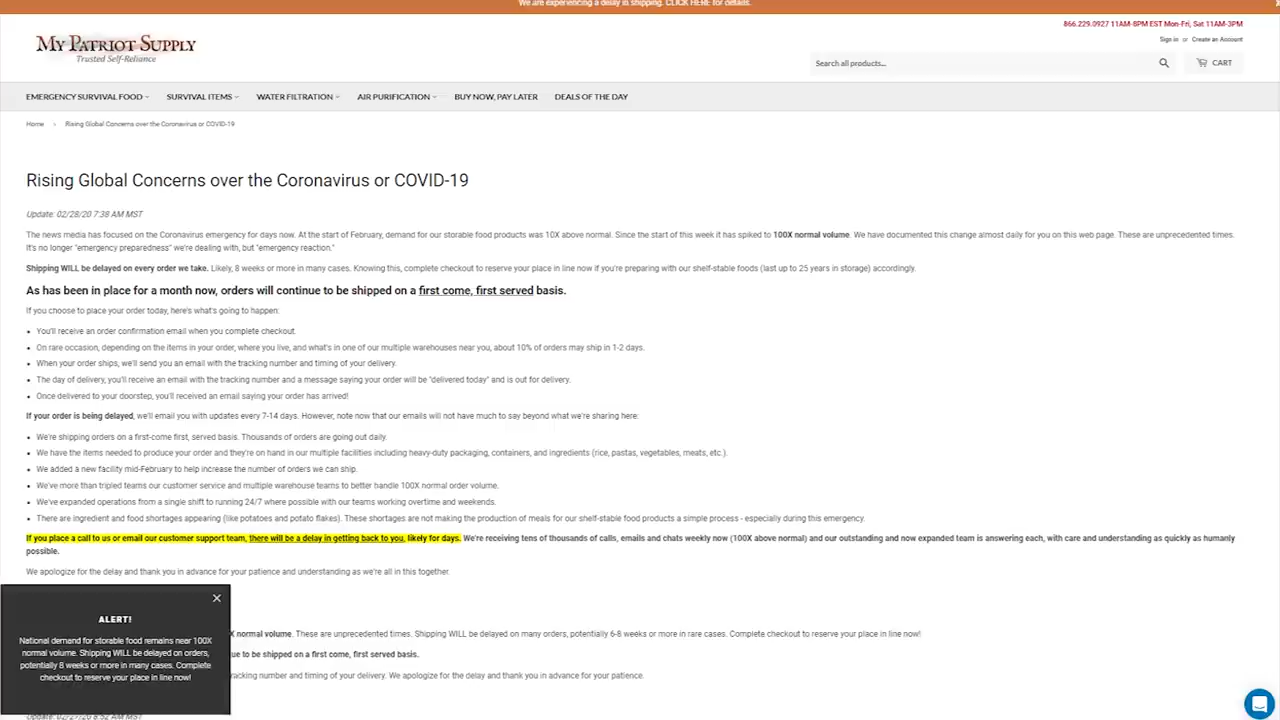 We are experiencing a delay in shipping. CLICK HERE for details.
866.229.0927 11AM-8PM EST Mon-Fri, Sat 11AM-3PM
MY PATRIOT SUPPLY
Trusted Self-Reliance
Sign in or Create an Account
Search all products...
CART
EMERGENCY SURVIVAL FOOD SURVIVAL ITEMS WATER FILTRATION AIR PURIFICATION BUY NOW, PAY LATER DEALS OF THE DAY
Home › Rising Global Concerns over the Coronavirus or COVID-19
Rising Global Concerns over the Coronavirus or COVID-19
Update: 02/28/20 7:38 AM MST
The news media has focused on the Coronavirus emergency for days now. At the start of February, demand for our storable food products was 10X above normal. Since the start of this week it has spiked to 100X normal volume. We have documented this change almost daily for you on this web page. These are unprecedented times.
It's no longer "emergency preparedness" we're dealing with, but "emergency reaction."
Shipping WILL be delayed on every order we take. Likely, 8 weeks or more in many cases. Knowing this, complete checkout to reserve your place in line now if you're preparing with our shelf-stable foods (last up to 25 years in storage) accordingly.
As has been in place for a month now, orders will continue to be shipped on a first come, first served basis.
If you choose to place your order today, here's what's going to happen:
• You'll receive an order confirmation email when you complete checkout.
• On rare occasion, depending on the items in your order, where you live, and what's in one of our multiple warehouses near you, about 10% of orders may ship in 1-2 days.
• When your order ships, we'll send you an email with the tracking number and timing of your delivery.
• The day of delivery, you'll receive an email with the tracking number and a message saying your order will be "delivered today" and is out for delivery.
• Once delivered to your doorstep, you'll received an email saying your order has arrived!
If your order is being delayed, we'll email you with updates every 7-14 days. However, note now that our emails will not have much to say beyond what we're sharing here:
• We're shipping orders on a first-come first, served basis. Thousands of orders are going out daily.
• We have the items needed to produce your order and they're on hand in our multiple facilities including heavy-duty packaging, containers, and ingredients (rice, pastas, vegetables, meats, etc.).
• We added a new facility mid-February to help increase the number of orders we can ship.
• We've more than tripled teams our customer service and multiple warehouse teams to better handle 100X normal order volume.
• We've expanded operations from a single shift to running 24/7 where possible with our teams working overtime and weekends.
• There are ingredient and food shortages appearing (like potatoes and potato flakes). These shortages are not making the production of meals for our shelf-stable food products a simple process - especially during this emergency.
If you place a call to us or email our customer support team, there will be a delay in getting back to you, likely for days. We're receiving tens of thousands of calls, emails and chats weekly now (100X above normal) and our outstanding and now expanded team is answering each, with care and understanding as quickly as humanly
possible.
We apologize for the delay and thank you in advance for your patience and understanding as we're all in this together.
ALERT!
National demand for storable food remains near 100X
normal volume. Shipping WILL be delayed on orders,
potentially 8 weeks or more in many cases. Complete
checkout to reserve your place in line now!
X normal volume. These are unprecedented times. Shipping WILL be delayed on many orders, potentially 6-8 weeks or more in rare cases. Complete checkout to reserve your place in line now!
ue to be shipped on a first come, first served basis.
racking number and timing of your delivery. We apologize for the delay and thank you in advance for your patience.
Update: 02/27/20 8:52 AM MST